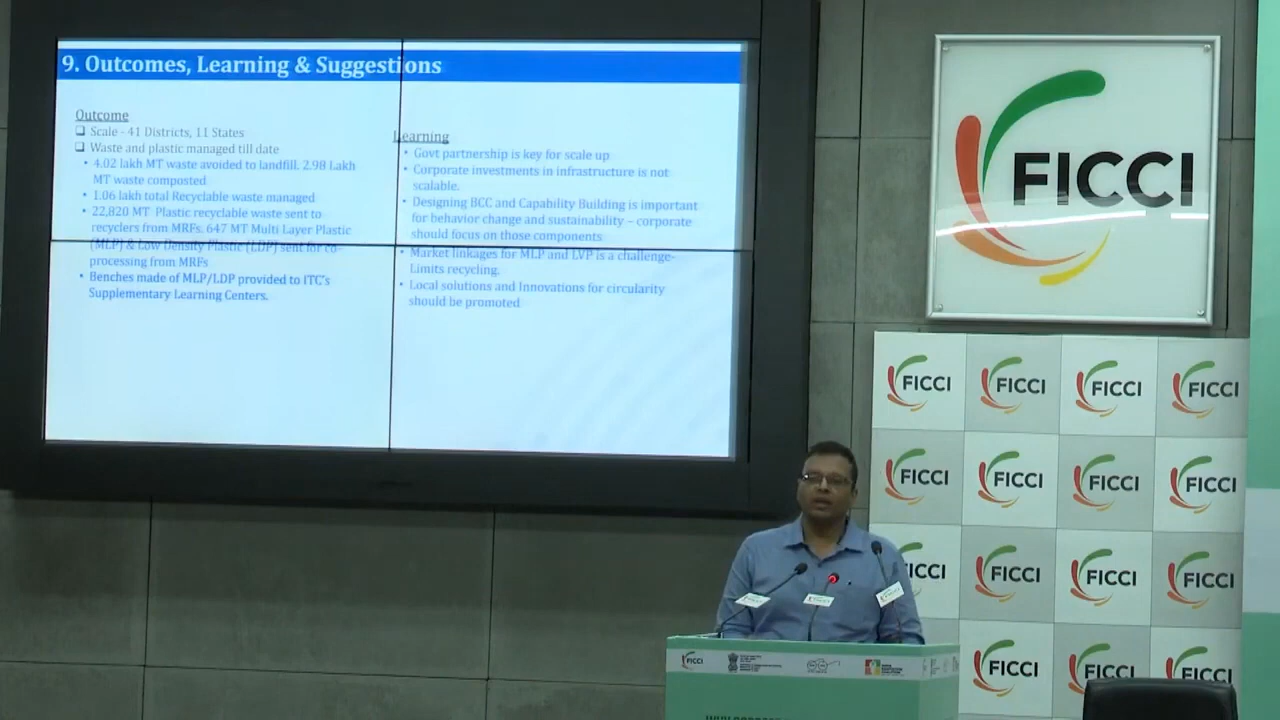 9. Outcomes, Learning & Suggestions
Outcome
Scale - 41 Districts, 11 States
Waste and plastic managed till date
4.02 lakh MT waste avoided to landfill. 2.98 Lakh
MT waste composted
1.06 lakh total Recyclable waste managed
22,820 MT Plastic recyclable waste sent to
recyclers from MRFs. 647 MT Multi Layer Plastic
(MLP) & Low Density Plastic (LDP) sent for co-
processing from MRFs
Benches made of MLP/LDP provided to ITC's
Supplementary Learning Centers.
Learning
Govt partnership is key for scale up
Corporate investments in infrastructure is not
scalable.
Designing BCC and Capability Building is important
for behavior change and sustainability – corporate
should focus on those components
Market linkages for MLP and LVP is a challenge-
Limits recycling.
Local solutions and Innovations for circularity
should be promoted
FICCI
FICCI FICCI FICCI FICCI
FICCI FICCI FICCI FICCI
FICCI FICCI FICCI FICCI
FICCI FICCI FICCI
FICCI